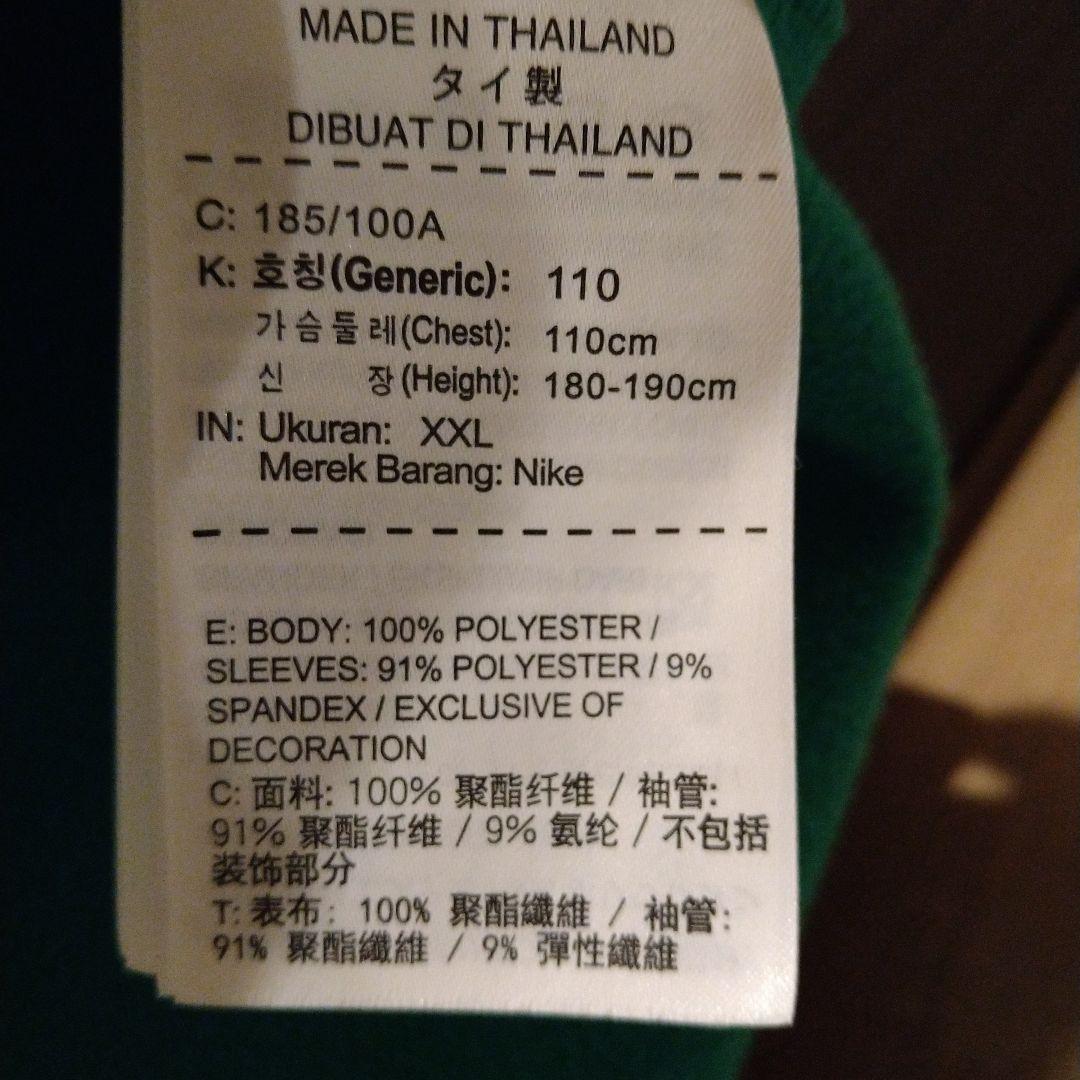 MADE IN THAILAND
タイ製
DIBUAT DI THAILAND
C: 185/100A
K: 호칭(Generic): 110
가슴둘레(Chest): 110cm
신 장(Height): 180-190cm
IN: Ukuran: XXL
Merek Barang: Nike
E: BODY: 100% POLYESTER /
SLEEVES: 91% POLYESTER / 9%
SPANDEX / EXCLUSIVE OF
DECORATION
C: 面料: 100% 聚酯纤维 / 袖管:
91% 聚酯纤维 / 9% 氨纶 / 不包括
装饰部分
T: 表布: 100% 聚酯纖維 / 袖管:
91% 聚酯纖維 / 9% 彈性纖維